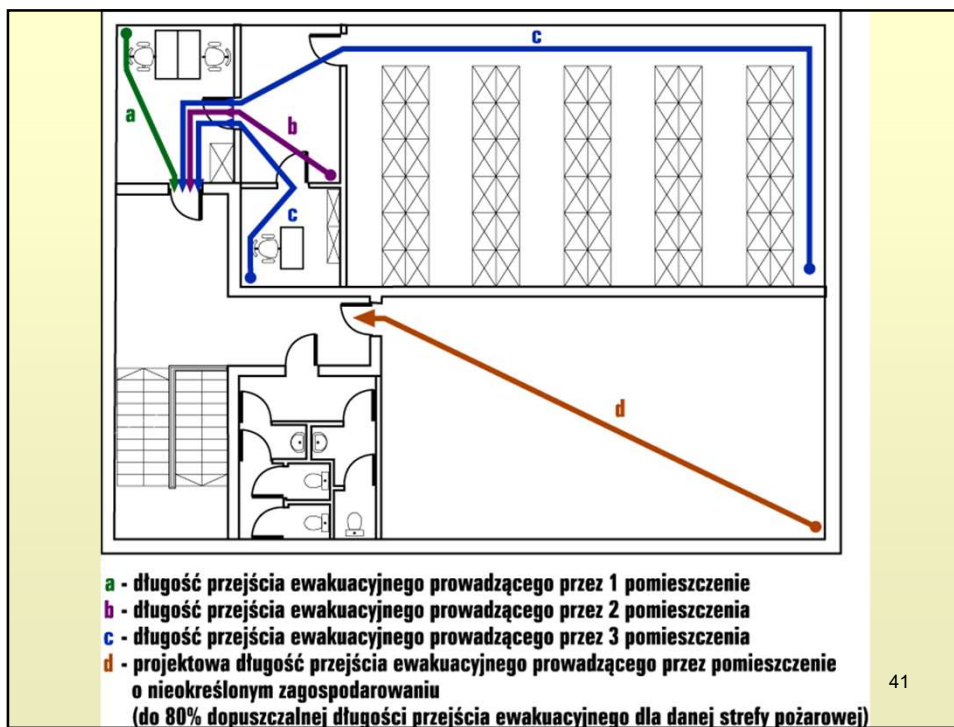 c
a
b
c
d
a - długość przejścia ewakuacyjnego prowadzącego przez 1 pomieszczenie
b - długość przejścia ewakuacyjnego prowadzącego przez 2 pomieszczenia
c - długość przejścia ewakuacyjnego prowadzącego przez 3 pomieszczenia
d - projektowa długość przejścia ewakuacyjnego prowadzącego przez pomieszczenie
o nieokreślonym zagospodarowaniu
(do 80% dopuszczalnej długości przejścia ewakuacyjnego dla danej strefy pożarowej)
41